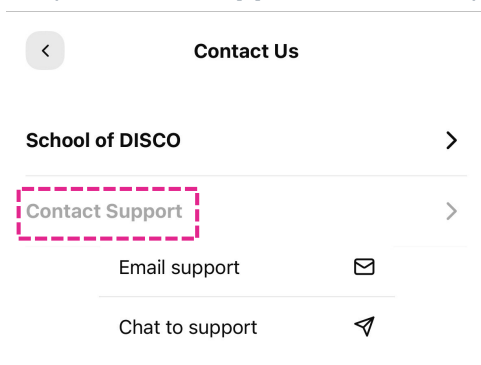 Contact Us
School of DISCO
Contact Support
Email support
Chat to support